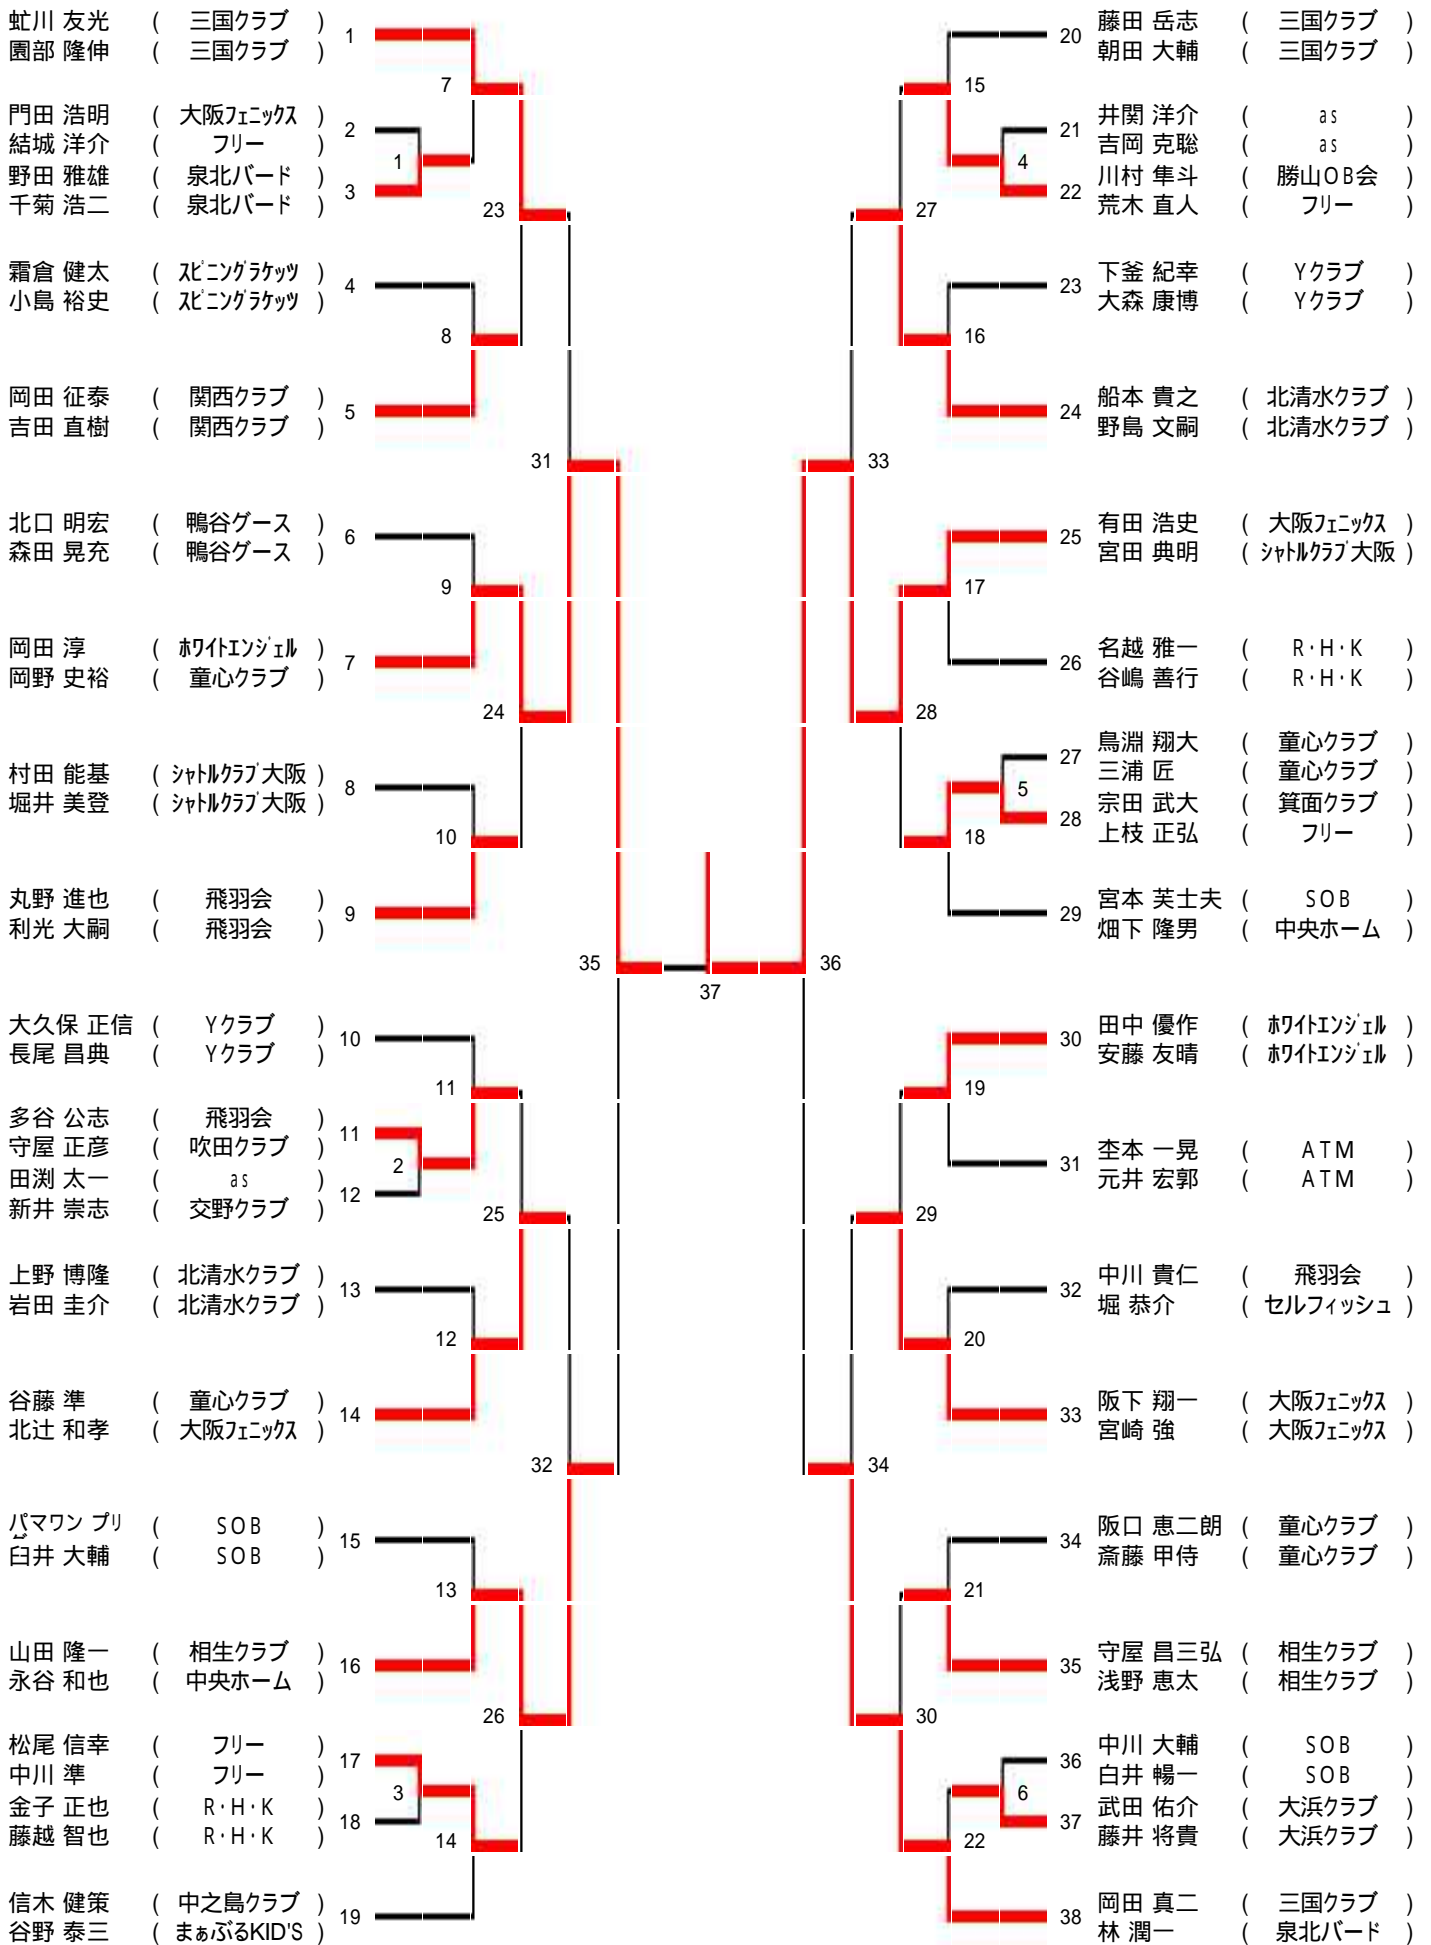 虻川 友光 ( 三国クラブ )
園部 隆伸 ( 三国クラブ )
1
7
門田 浩明 ( 大阪フェニックス )
結城 洋介 ( フリー )
2
1
野田 雅雄 ( 泉北バード )
千菊 浩二 ( 泉北バード )
3
23
霜倉 健太 ( スピニングラケッツ )
小島 裕史 ( スピニングラケッツ )
4
8
岡田 征泰 ( 関西クラブ )
吉田 直樹 ( 関西クラブ )
5
31
北口 明宏 ( 鴨谷グース )
森田 晃充 ( 鴨谷グース )
6
9
岡田 淳 ( ホワイトエンジェル )
岡野 史裕 ( 童心クラブ )
7
24
村田 能基 ( シャトルクラブ大阪 )
堀井 美登 ( シャトルクラブ大阪 )
8
10
丸野 進也 ( 飛羽会 )
利光 大嗣 ( 飛羽会 )
9
35
37
36
大久保 正信 ( Yクラブ )
長尾 昌典 ( Yクラブ )
10
11
多谷 公志 ( 飛羽会 )
守屋 正彦 ( 吹田クラブ )
11
2
田渕 太一 ( as )
新井 崇志 ( 交野クラブ )
12
25
上野 博隆 ( 北清水クラブ )
岩田 圭介 ( 北清水クラブ )
13
12
谷藤 準 ( 童心クラブ )
北辻 和孝 ( 大阪フェニックス )
14
32
パマワン プリ ( SOB )
臼井 大輔 ( SOB )
15
13
山田 隆一 ( 相生クラブ )
永谷 和也 ( 中央ホーム )
16
26
松尾 信幸 ( フリー )
中川 準 ( フリー )
17
3
金子 正也 ( R・H・K )
藤越 智也 ( R・H・K )
18
14
信木 健策 ( 中之島クラブ )
谷野 泰三 ( まぁぶるKID'S )
19
20
藤田 岳志 ( 三国クラブ )
朝田 大輔 ( 三国クラブ )
15
21
井関 洋介 ( as )
吉岡 克聡 ( as )
4
22
川村 隼斗 ( 勝山OB会 )
荒木 直人 ( フリー )
27
23
下釜 紀幸 ( Yクラブ )
大森 康博 ( Yクラブ )
16
24
船本 貴之 ( 北清水クラブ )
野島 文嗣 ( 北清水クラブ )
33
25
有田 浩史 ( 大阪フェニックス )
宮田 典明 ( シャトルクラブ大阪 )
17
26
名越 雅一 ( R・H・K )
谷嶋 善行 ( R・H・K )
28
27
鳥淵 翔大 ( 童心クラブ )
三浦 匠 ( 童心クラブ )
5
28
宗田 武大 ( 箕面クラブ )
上枝 正弘 ( フリー )
18
29
宮本 芙士夫 ( SOB )
畑下 隆男 ( 中央ホーム )
30
田中 優作 ( ホワイトエンジェル )
安藤 友晴 ( ホワイトエンジェル )
19
31
杢本 一晃 ( ATM )
元井 宏郭 ( ATM )
29
32
中川 貴仁 ( 飛羽会 )
堀 恭介 ( セルフィッシュ )
20
33
阪下 翔一 ( 大阪フェニックス )
宮崎 強 ( 大阪フェニックス )
34
34
阪口 恵二朗 ( 童心クラブ )
斎藤 甲侍 ( 童心クラブ )
21
35
守屋 昌三弘 ( 相生クラブ )
浅野 恵太 ( 相生クラブ )
30
36
中川 大輔 ( SOB )
白井 暢一 ( SOB )
6
37
武田 佑介 ( 大浜クラブ )
藤井 将貴 ( 大浜クラブ )
22
38
岡田 真二 ( 三国クラブ )
林 潤一 ( 泉北バード )